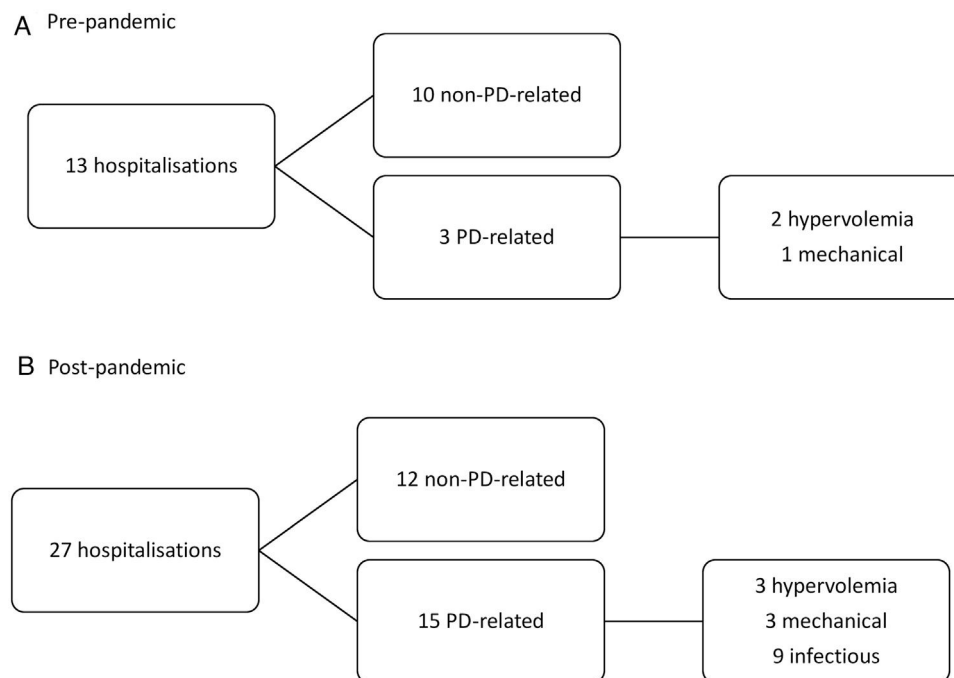 A Pre-pandemic
10 non-PD-related
13 hospitalisations
3 PD-related
2 hypervolemia
1 mechanical
B Post-pandemic
12 non-PD-related
27 hospitalisations
15 PD-related
3 hypervolemia
3 mechanical
9 infectious